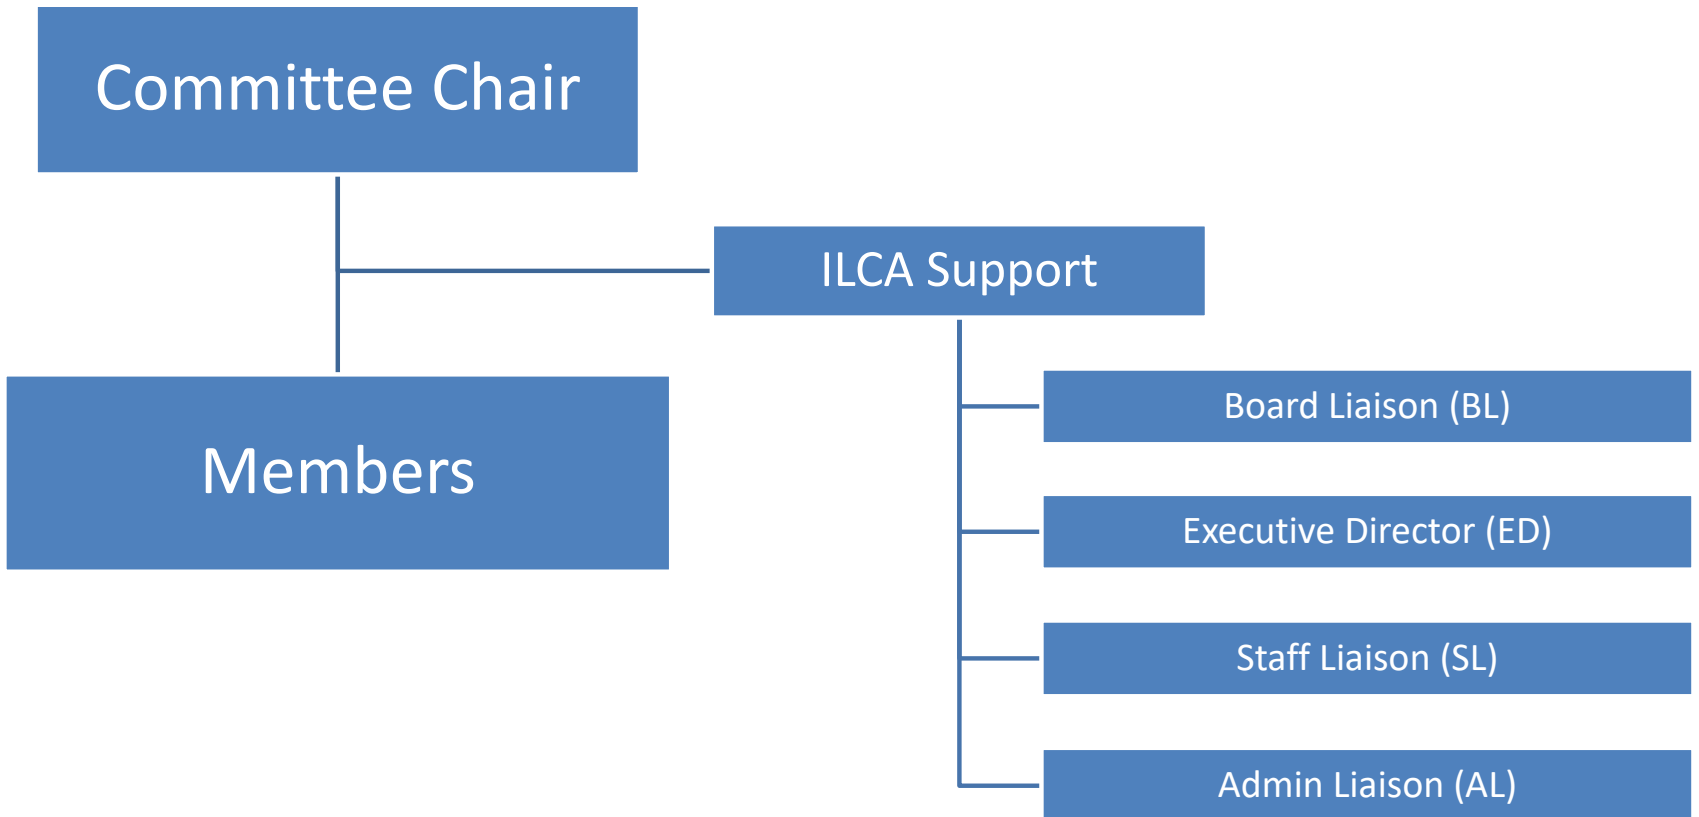 Committee Chair
ILCA Support
Members
Board Liaison (BL)
Executive Director (ED)
Staff Liaison (SL)
Admin Liaison (AL)